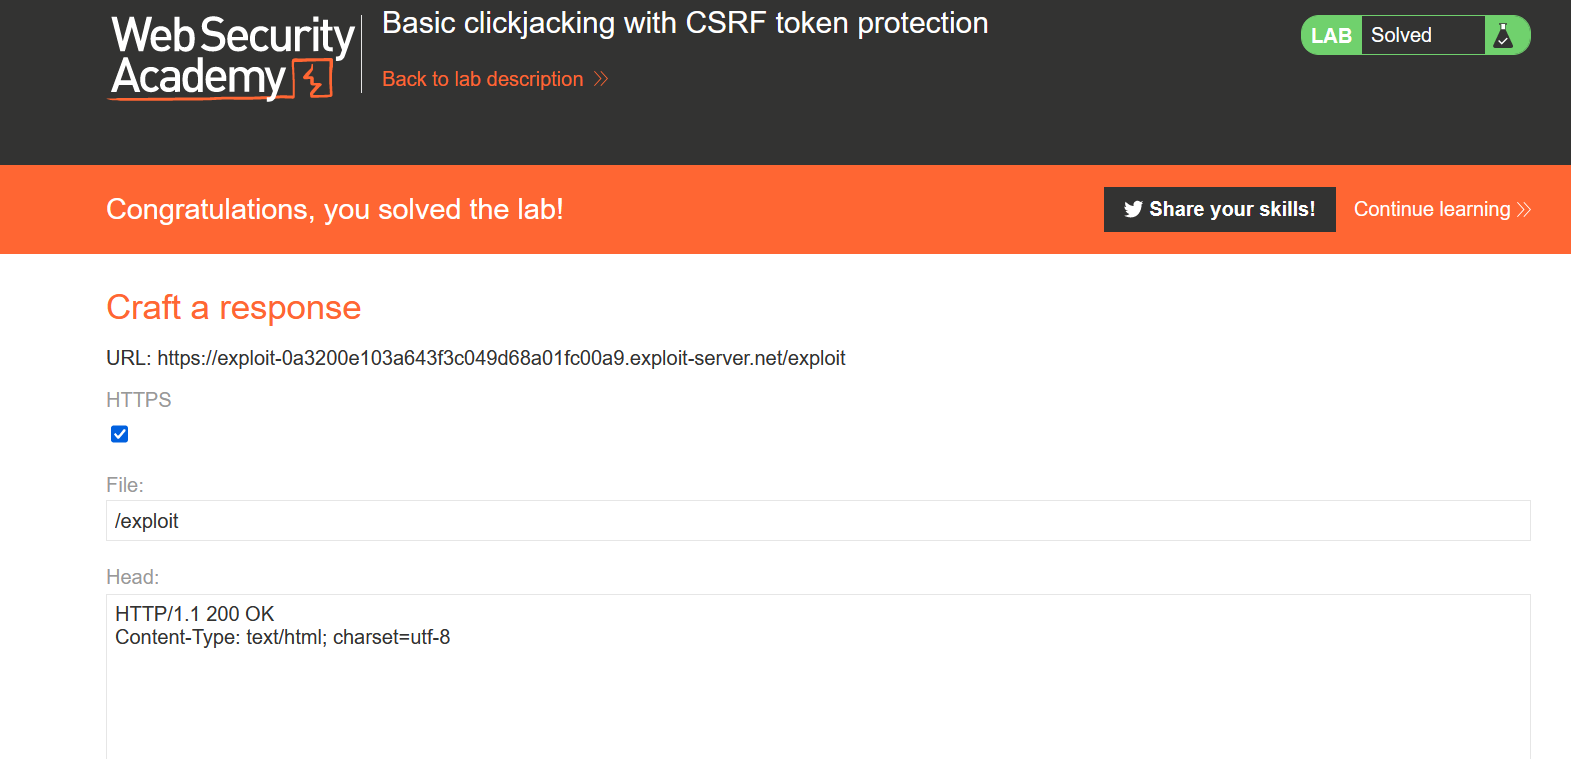 Web Security
Academy
Basic clickjacking with CSRF token protection
Back to lab description
LAB Solved
Congratulations, you solved the lab!
Share your skills!
Continue learning
Craft a response
URL: https://exploit-0a3200e103a643f3c049d68a01fc00a9.exploit-server.net/exploit
HTTPS
File:
/exploit
Head:
HTTP/1.1 200 OK
Content-Type: text/html; charset=utf-8